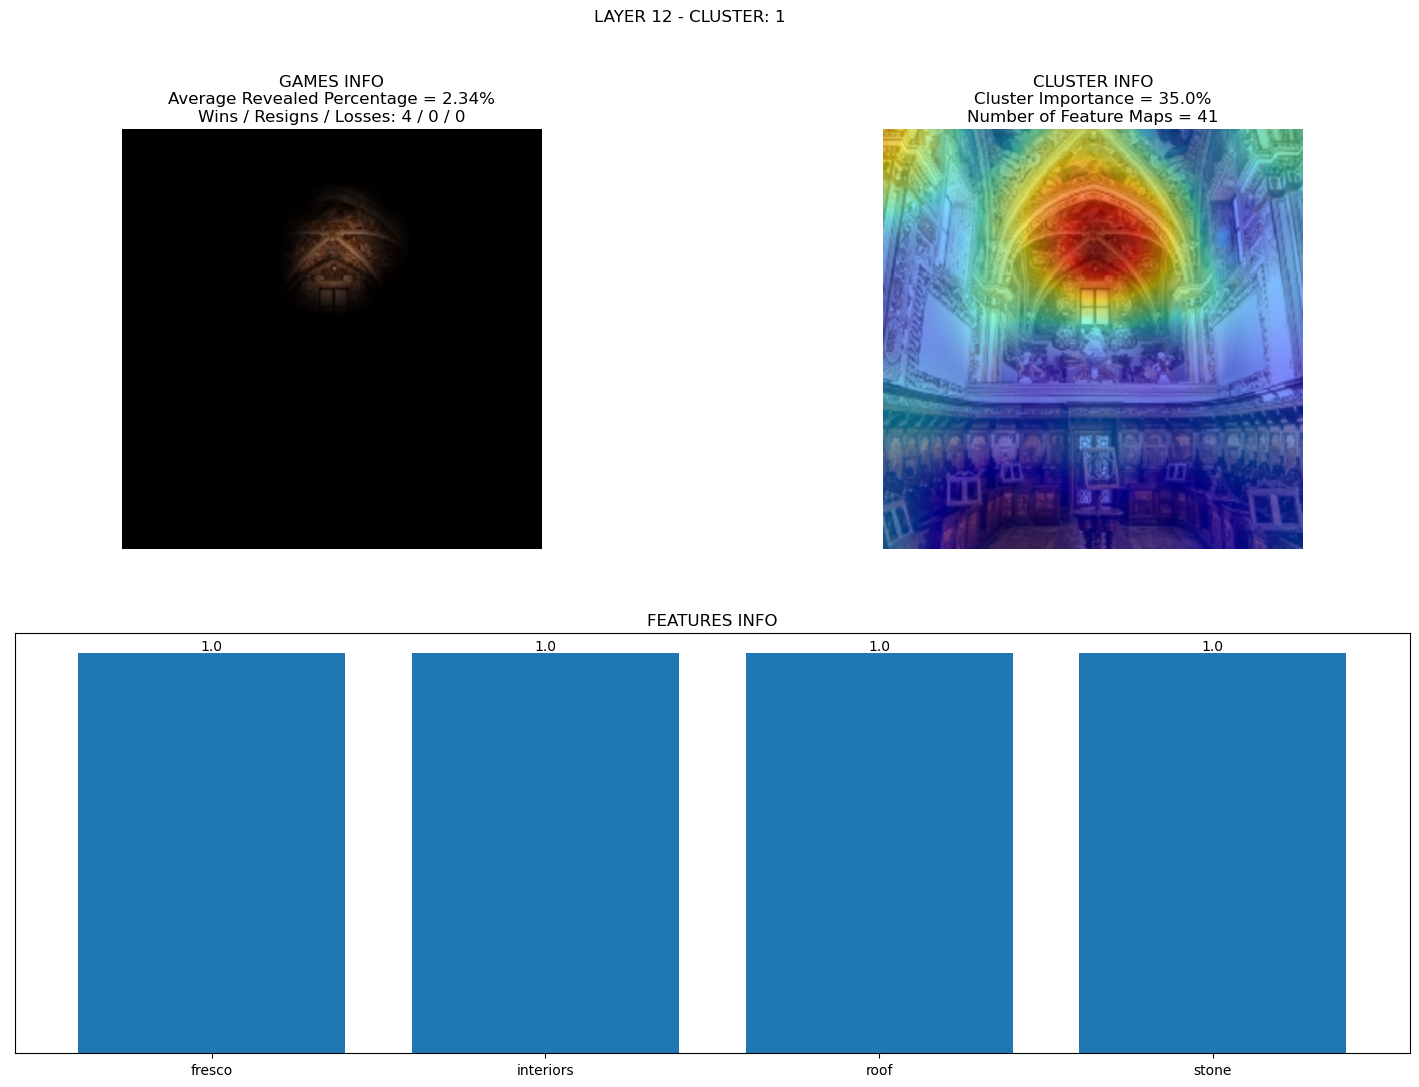 LAYER 12 - CLUSTER: 1
GAMES INFO
Average Revealed Percentage = 2.34%
Wins / Resigns / Losses: 4 / 0 / 0
CLUSTER INFO
Cluster Importance = 35.0%
Number of Feature Maps = 41
FEATURES INFO
1.0 1.0 1.0 1.0
fresco interiors roof stone